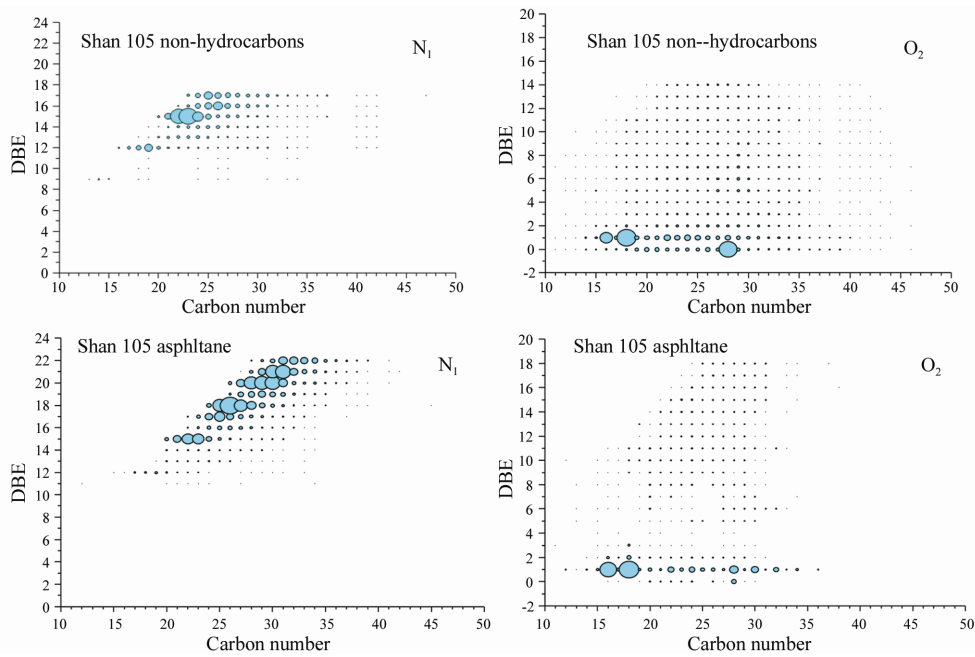 24
22
20
18
16
14
12
10
8
6
4
2
0
DBE
Shan 105 non-hydrocarbons
N1
10 15 20 25 30 35 40 45 50
Carbon number
20
18
16
14
12
10
8
6
4
2
0
-2
DBE
Shan 105 non--hydrocarbons
O2
10 15 20 25 30 35 40 45 50
Carbon number
24
22
20
18
16
14
12
10
8
6
4
2
0
DBE
Shan 105 asphltane
N1
10 15 20 25 30 35 40 45 50
Carbon number
20
18
16
14
12
10
8
6
4
2
0
-2
DBE
Shan 105 asphltane
O2
10 15 20 25 30 35 40 45 50
Carbon number